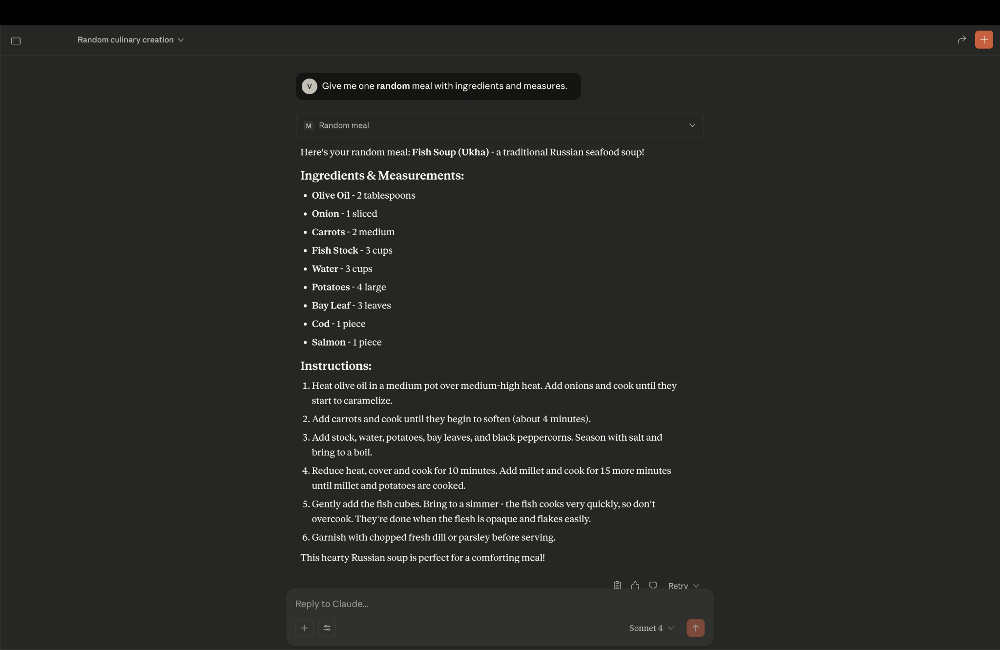 Random culinary creation
V
Give me one random meal with ingredients and measures.
M
Random meal
Here's your random meal: Fish Soup (Ukha) - a traditional Russian seafood soup!
Ingredients & Measurements:
• Olive Oil - 2 tablespoons
• Onion - 1 sliced
• Carrots - 2 medium
• Fish Stock - 3 cups
• Water - 3 cups
• Potatoes - 4 large
• Bay Leaf - 3 leaves
• Cod - 1 piece
• Salmon - 1 piece
Instructions:
1. Heat olive oil in a medium pot over medium-high heat. Add onions and cook until they
start to caramelize.
2. Add carrots and cook until they begin to soften (about 4 minutes).
3. Add stock, water, potatoes, bay leaves, and black peppercorns. Season with salt and
bring to a boil.
4. Reduce heat, cover and cook for 10 minutes. Add millet and cook for 15 more minutes
until millet and potatoes are cooked.
5. Gently add the fish cubes. Bring to a simmer - the fish cooks very quickly, so don't
overcook. They're done when the flesh is opaque and flakes easily.
6. Garnish with chopped fresh dill or parsley before serving.
This hearty Russian soup is perfect for a comforting meal!
Retry
Reply to Claude...
Sonnet 4